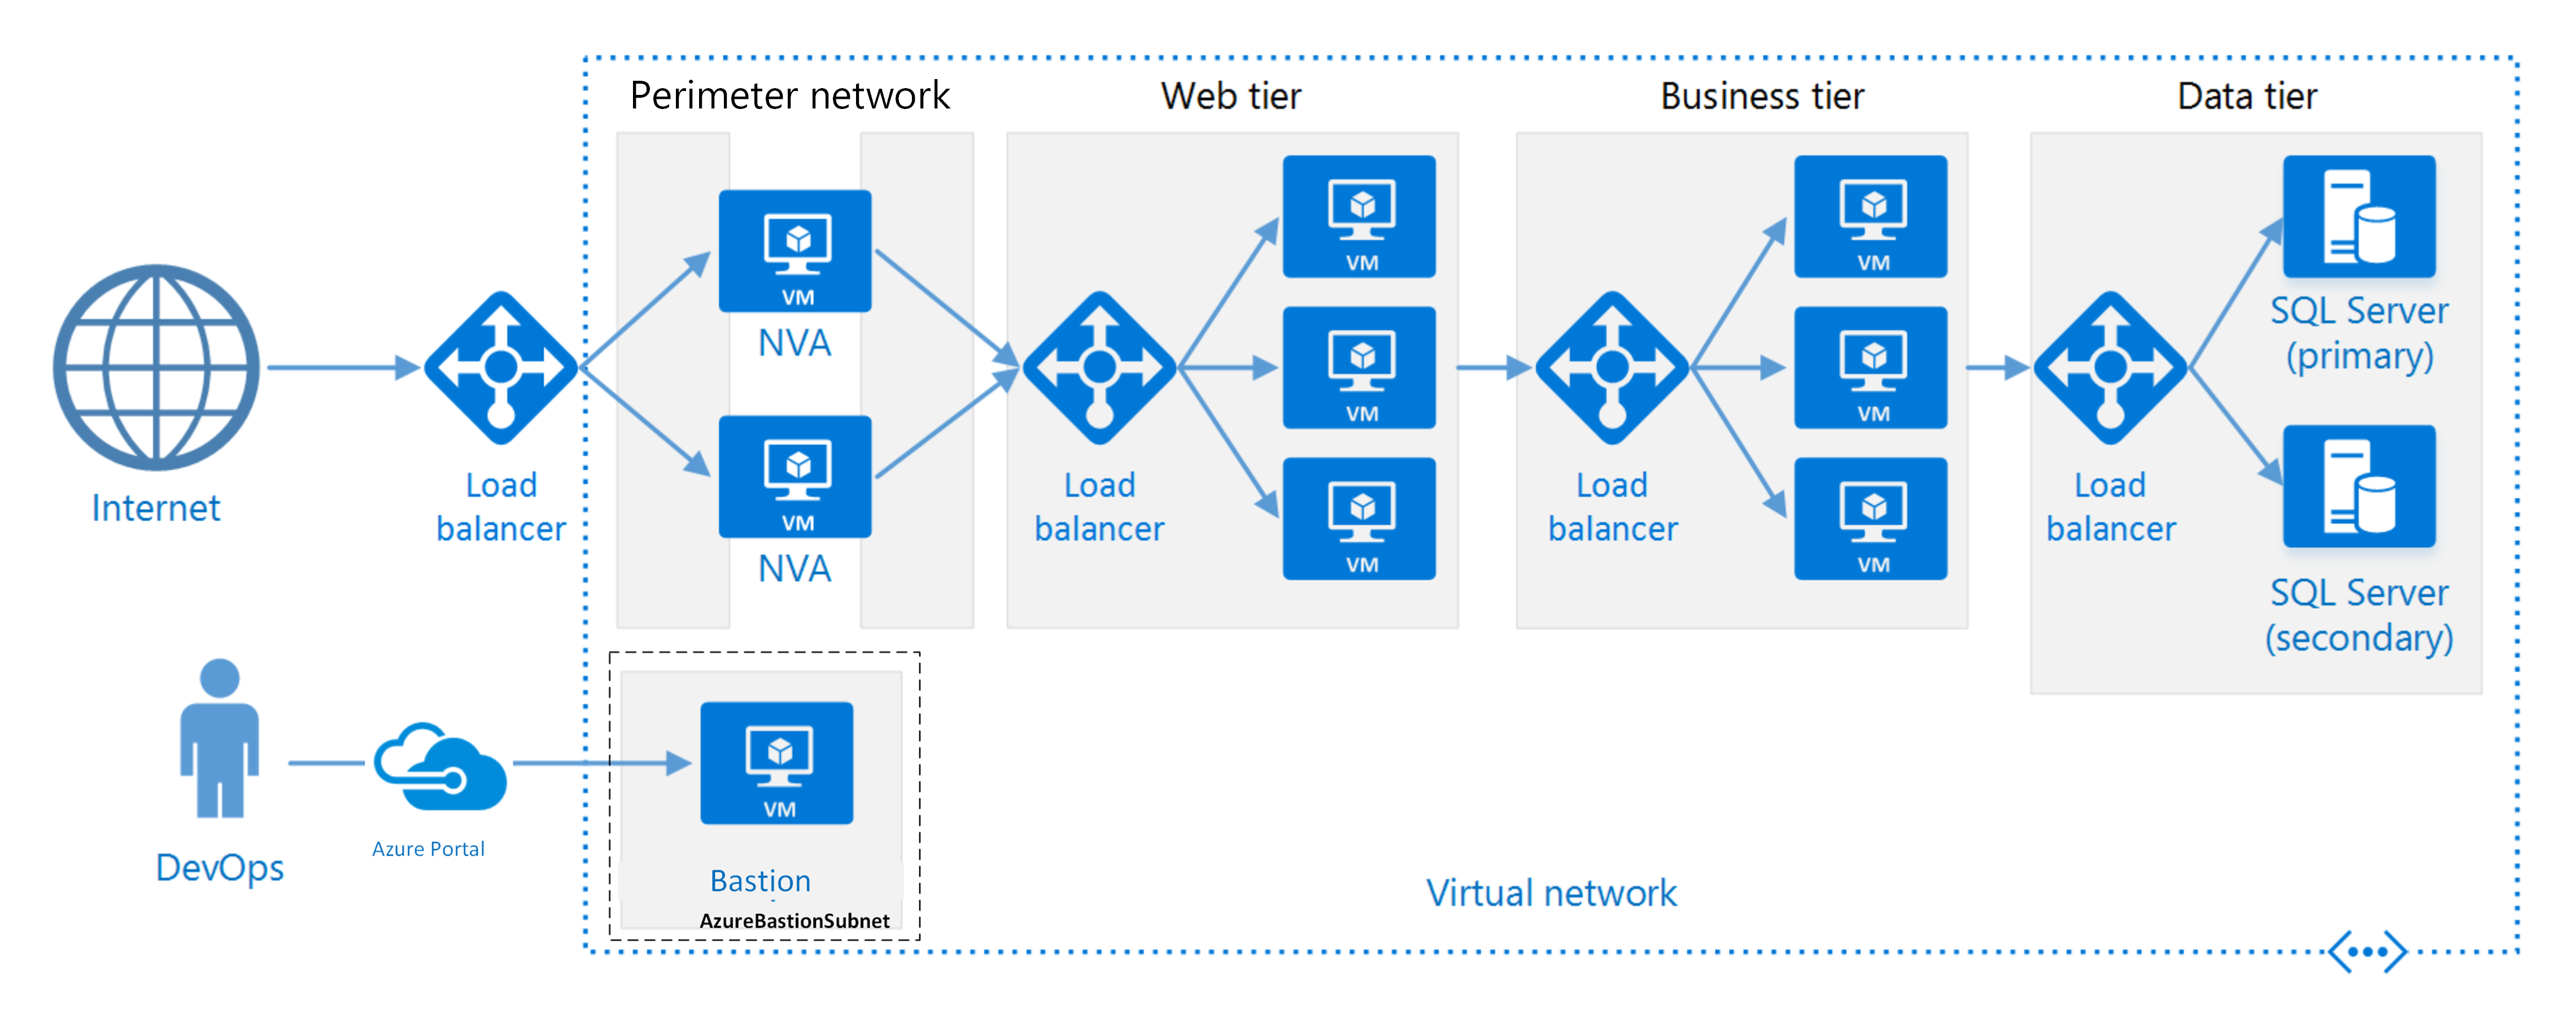 Perimeter network
Web tier
Business tier
Data tier
VM
NVA
VM
NVA
Internet
Load
balancer
Load
balancer
VM
VM
VM
Load
balancer
VM
VM
VM
Load
balancer
SQL Server
(primary)
SQL Server
(secondary)
DevOps
Azure Portal
VM
Bastion
AzureBastionSubnet
Virtual network